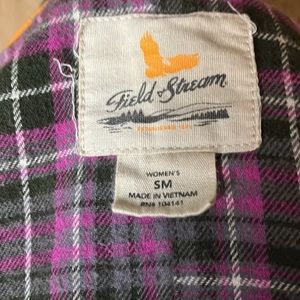 Field & Stream
WOMEN'S
SM
MADE IN VIETNAM
RN# 104141